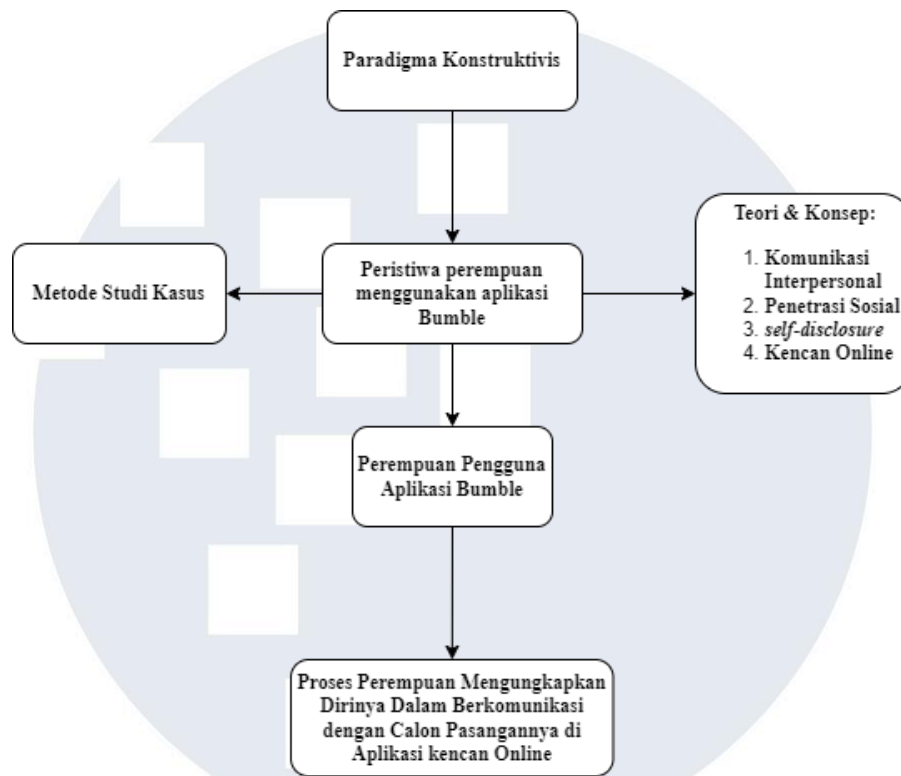 Paradigma Konstruktivis
Metode Studi Kasus
Peristiwa perempuan
menggunakan aplikasi
Bumble
Teori & Konsep:
1. Komunikasi
Interpersonal
2. Penetrasi Sosial
3. self-disclosure
4. Kencan Online
Perempuan Pengguna
Aplikasi Bumble
Proses Perempuan Mengungkapkan
Dirinya Dalam Berkomunikasi
dengan Calon Pasangannya di
Aplikasi kencan Online